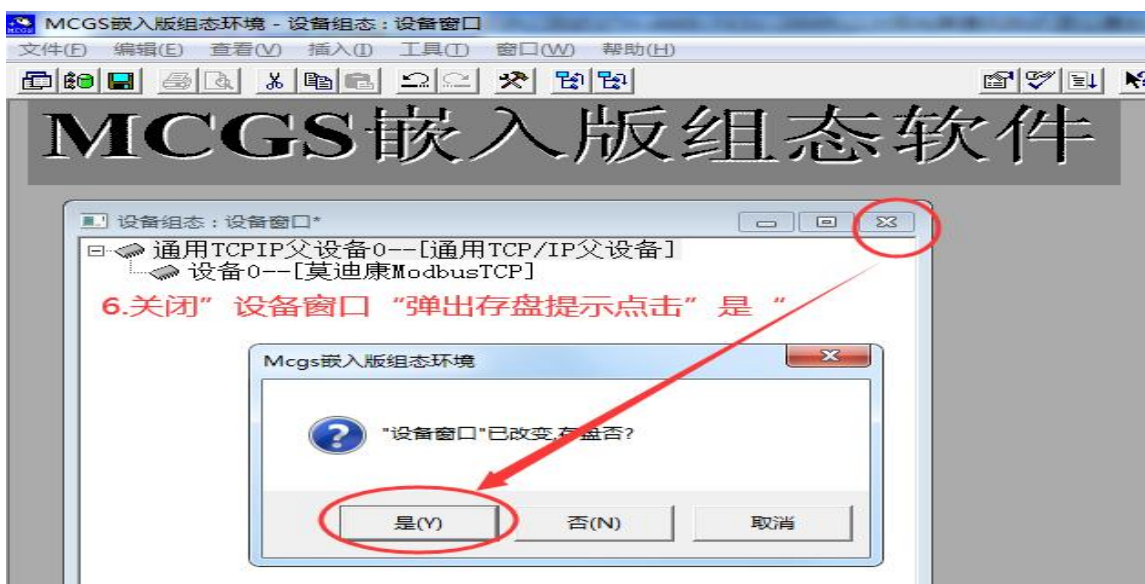 MCGS嵌入版组态环境 - 设备组态 : 设备窗口
文件(F) 编辑(E) 查看(V) 插入(I) 工具(T) 窗口(W) 帮助(H)
MCGS嵌入版组态软件
设备组态 : 设备窗口*
通用TCPIP父设备0--[通用TCP/IP父设备]
设备0--[莫迪康ModbusTCP]
6.关闭”设备窗口“弹出存盘提示点击”是“
Mcgs嵌入版组态环境
"设备窗口"已改变,存盘否?
是(Y) 否(N) 取消